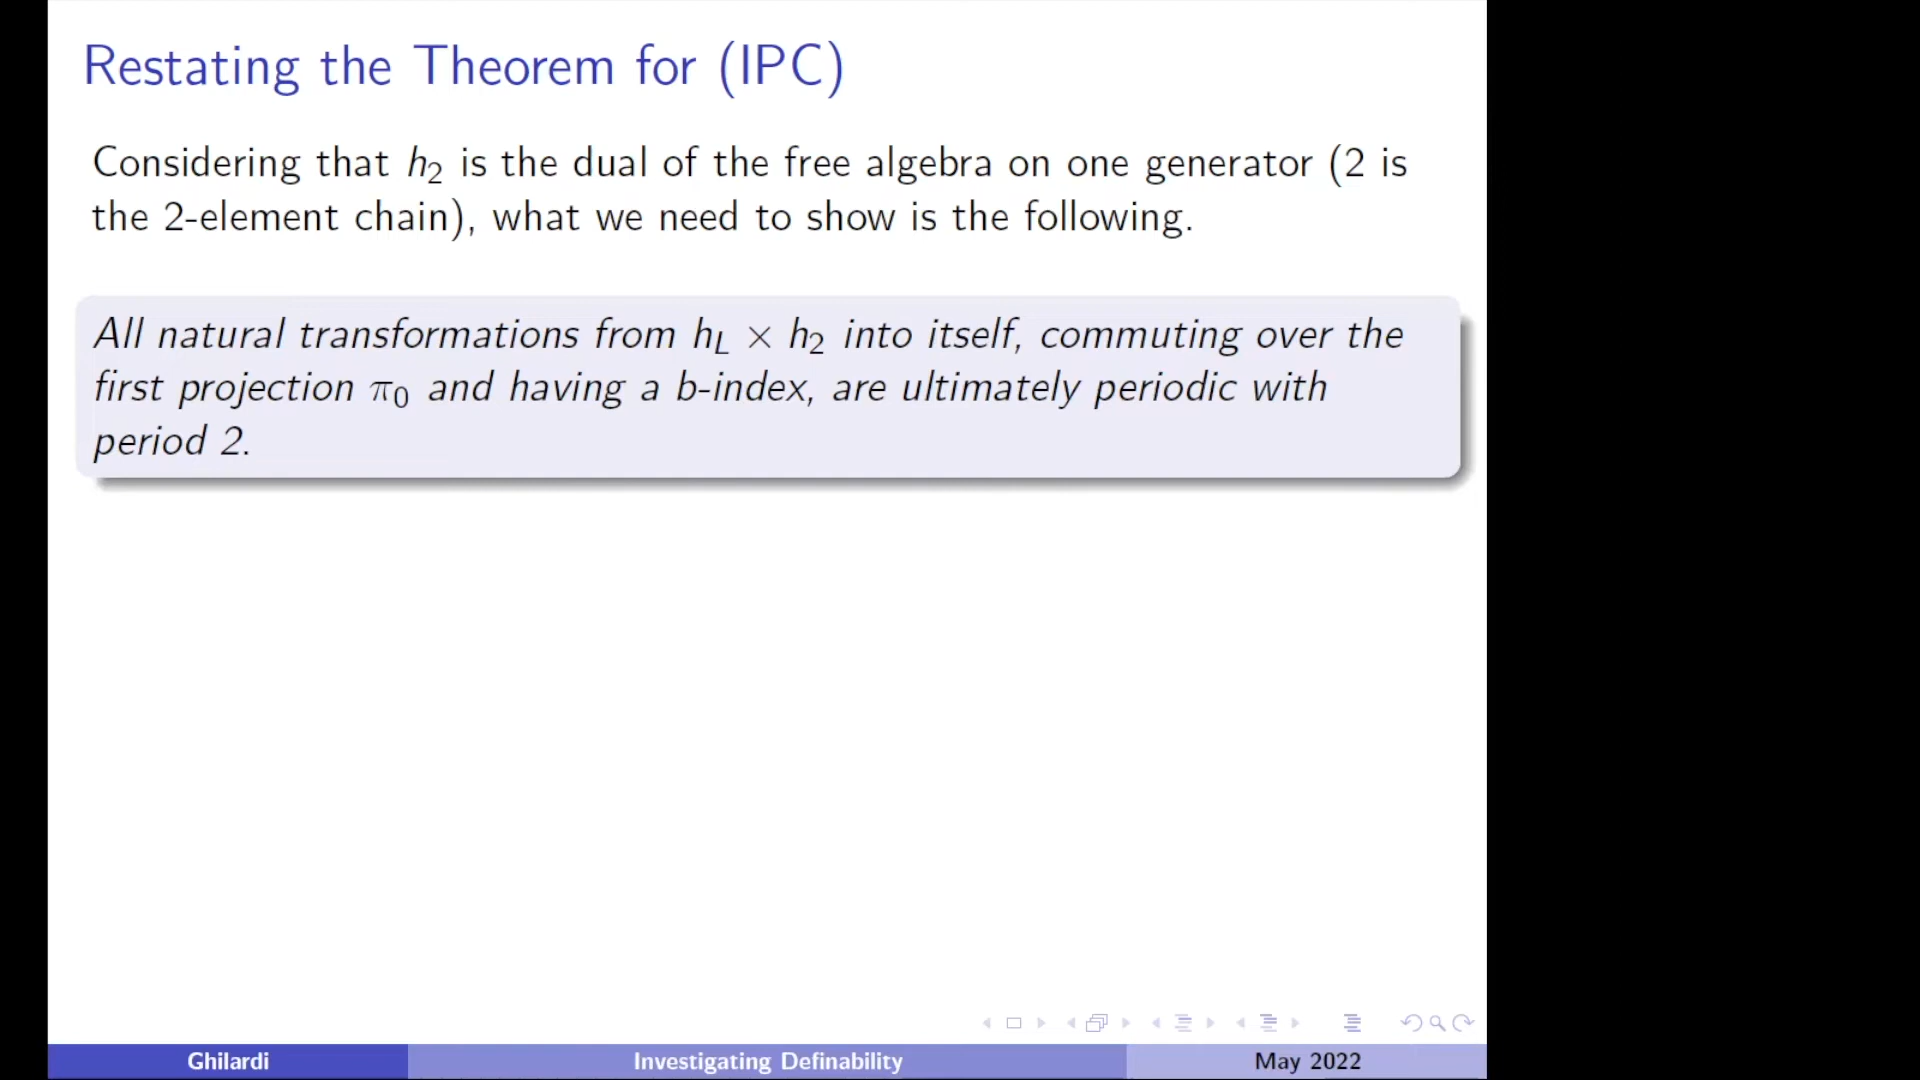 Restating the Theorem for (IPC)
Considering that h₂ is the dual of the free algebra on one generator (2 is
the 2-element chain), what we need to show is the following.
All natural transformations from h_L × h₂ into itself, commuting over the
first projection π₀ and having a b-index, are ultimately periodic with
period 2.
Ghilardi Investigating Definability May 2022